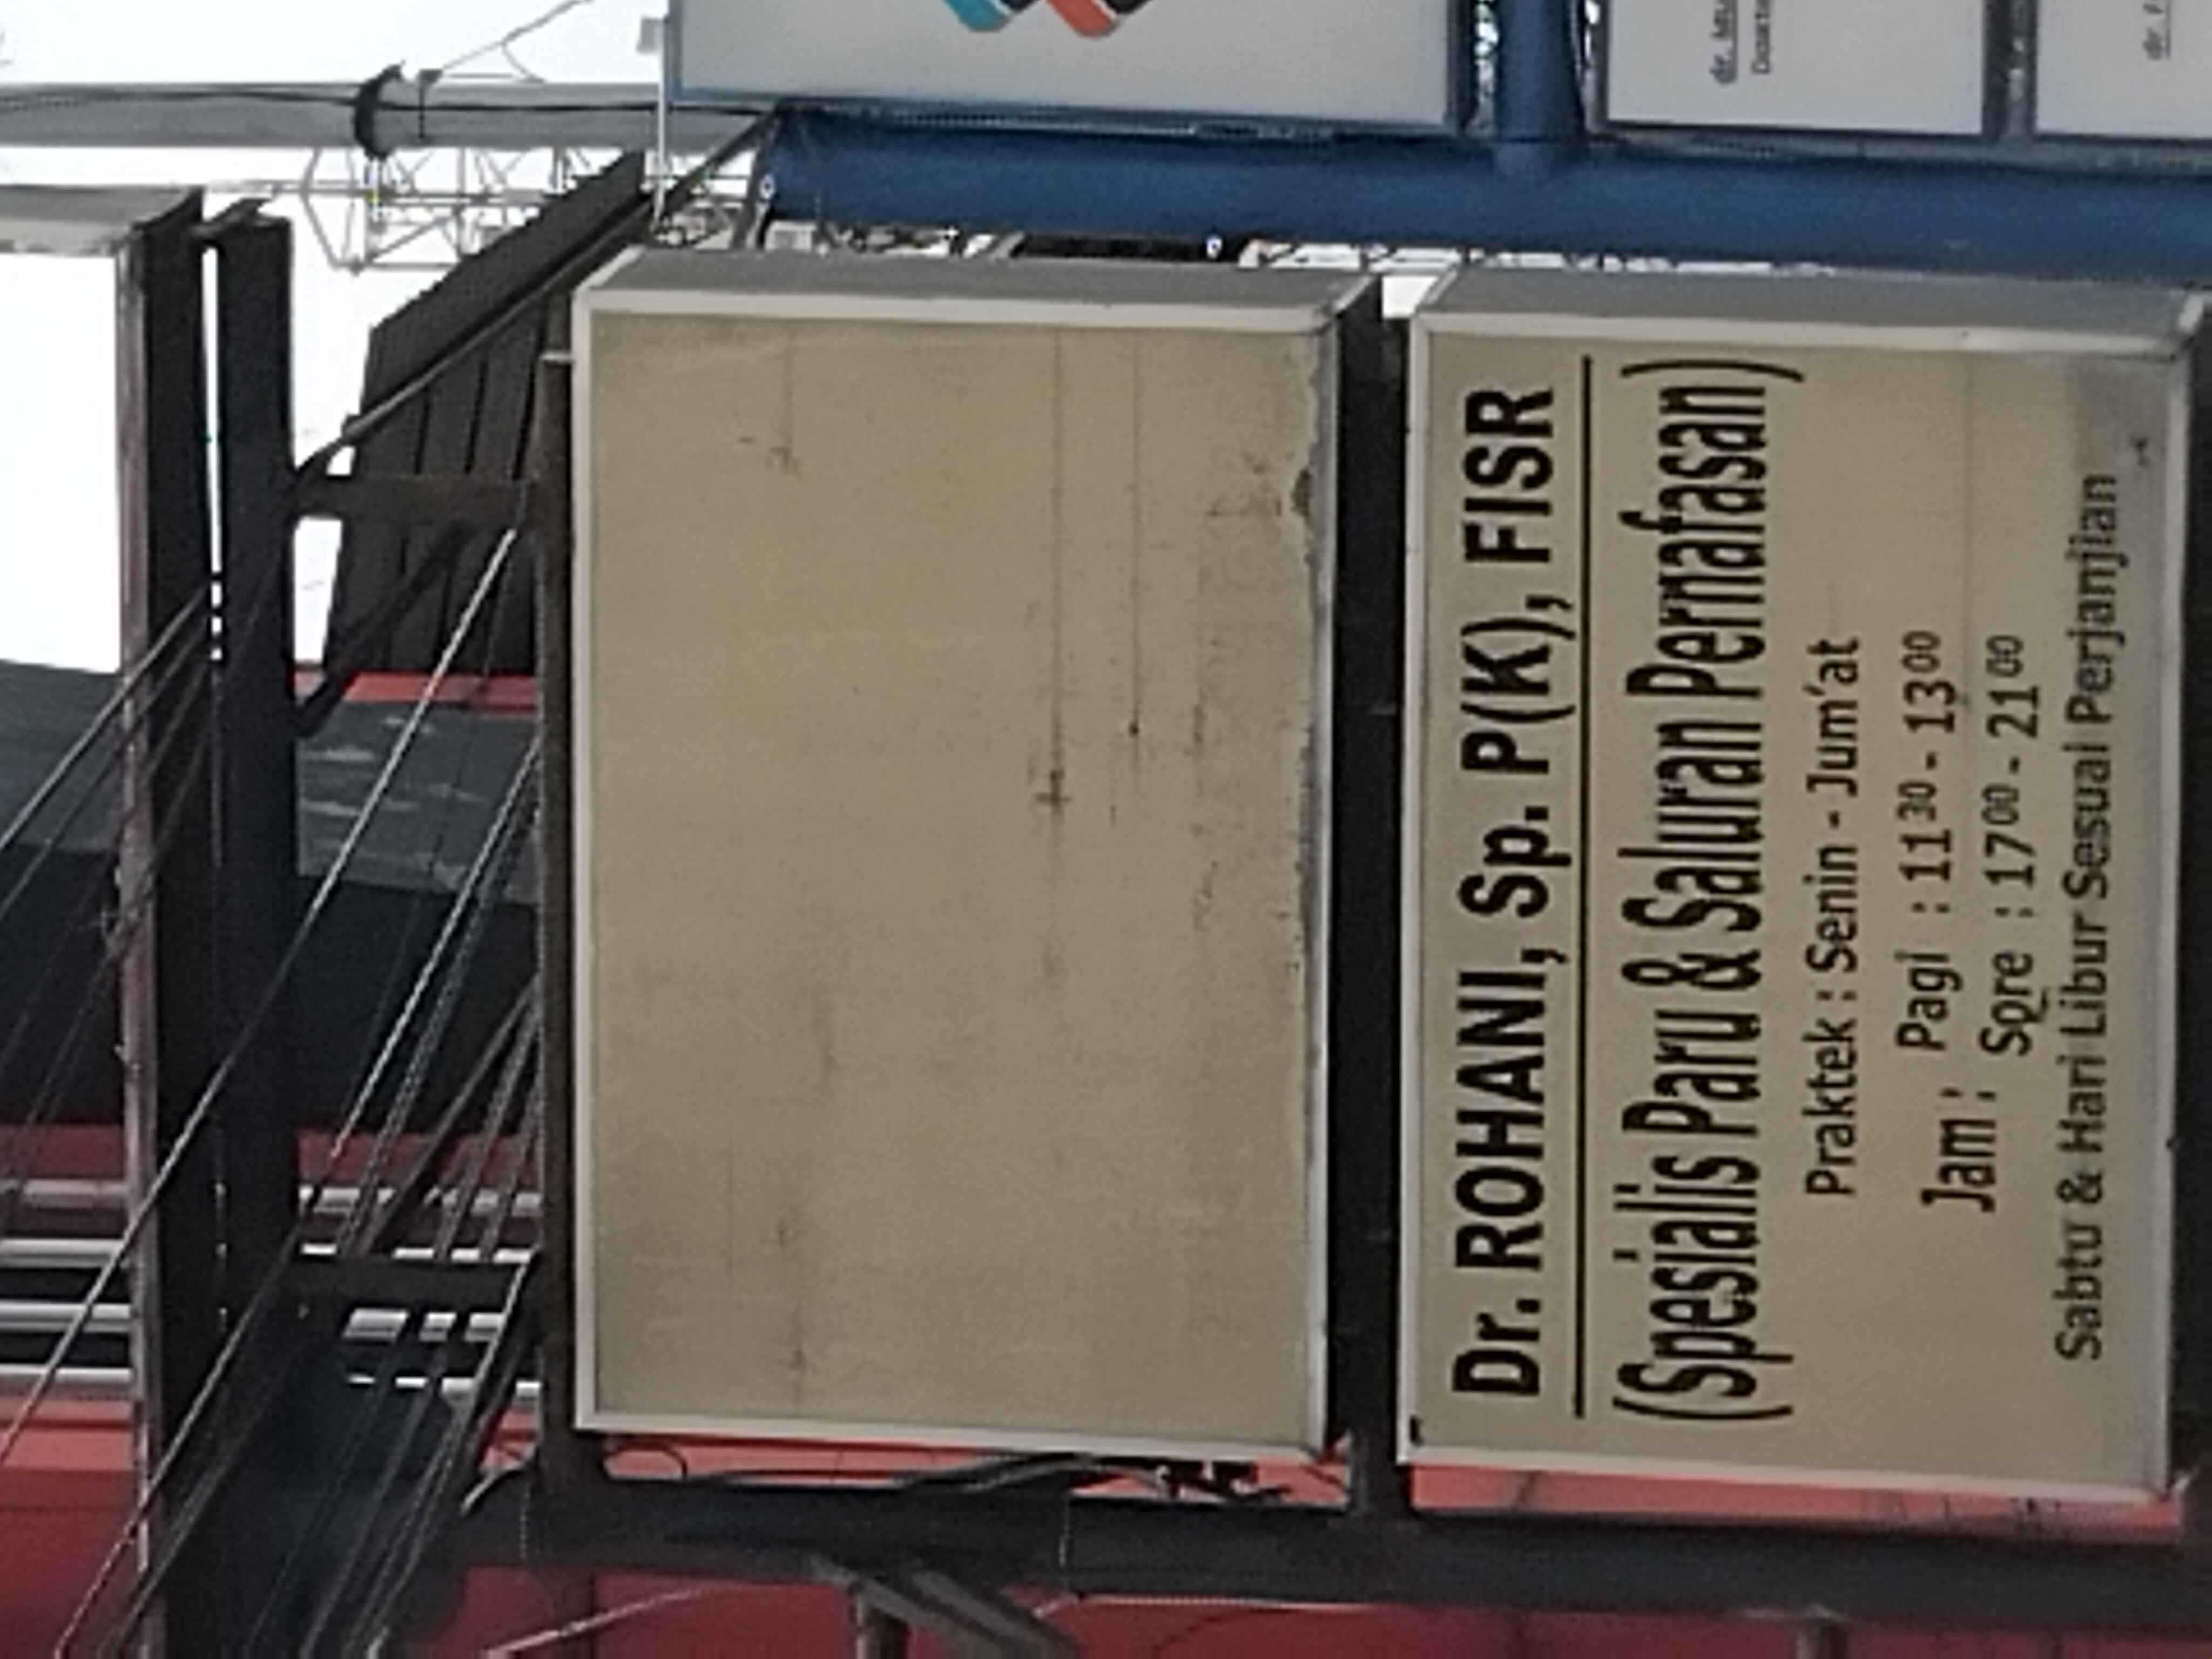 Dr. ROHANI, Sp. P(K), FISR
(Spesialis Paru & Saluran Pernafasan)
Praktek : Senin - Jum'at
Jam : Pagi : 11³⁰ - 13⁰⁰
Sore : 17⁰⁰ - 21⁰⁰
Sabtu & Hari Libur Sesuai Perjanjian
dr.